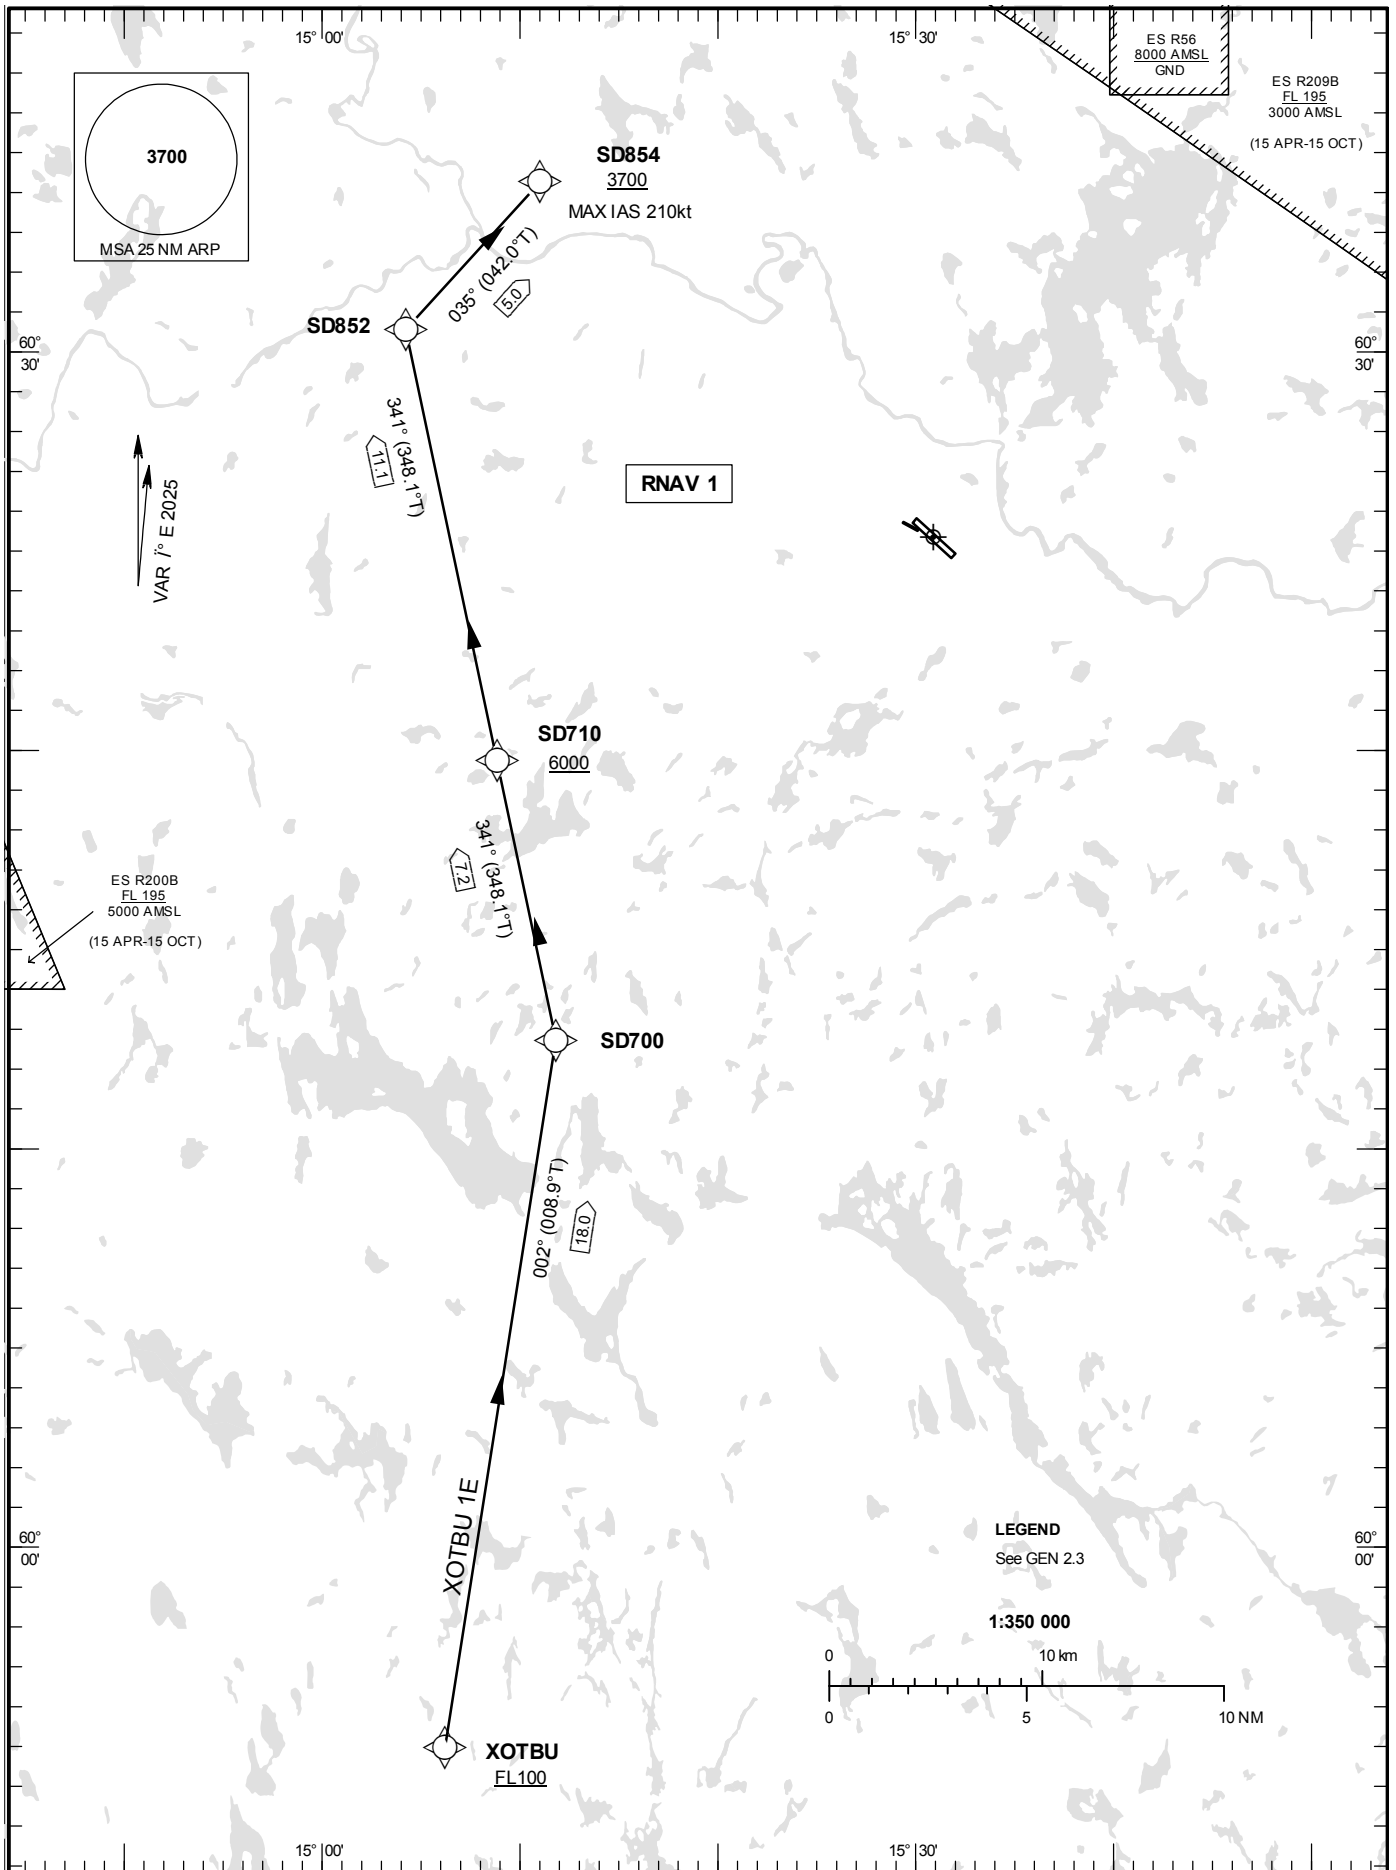 15° 00'
15° 30'
ES R56
8000 AMSL
GND
ES R209B
FL 195
3000 AMSL
(15 APR-15 OCT)
3700
MSA 25 NM ARP
SD854
3700
MAX IAS 210kt
035° (042.0°T)
5.0
SD852
60°
30'
60°
30'
341° (348.1°T)
11.1
RNAV 1
VAR Ï° E 2025
SD710
6000
341° (348.1°T)
7.2
ES R200B
FL 195
5000 AMSL
(15 APR-15 OCT)
SD700
002° (008.9°T)
18.0
XOTBU 1E
60°
00'
60°
00'
LEGEND
See GEN 2.3
1:350 000
0 10 km
0 5 10 NM
XOTBU
FL100
15° 00'
15° 30'